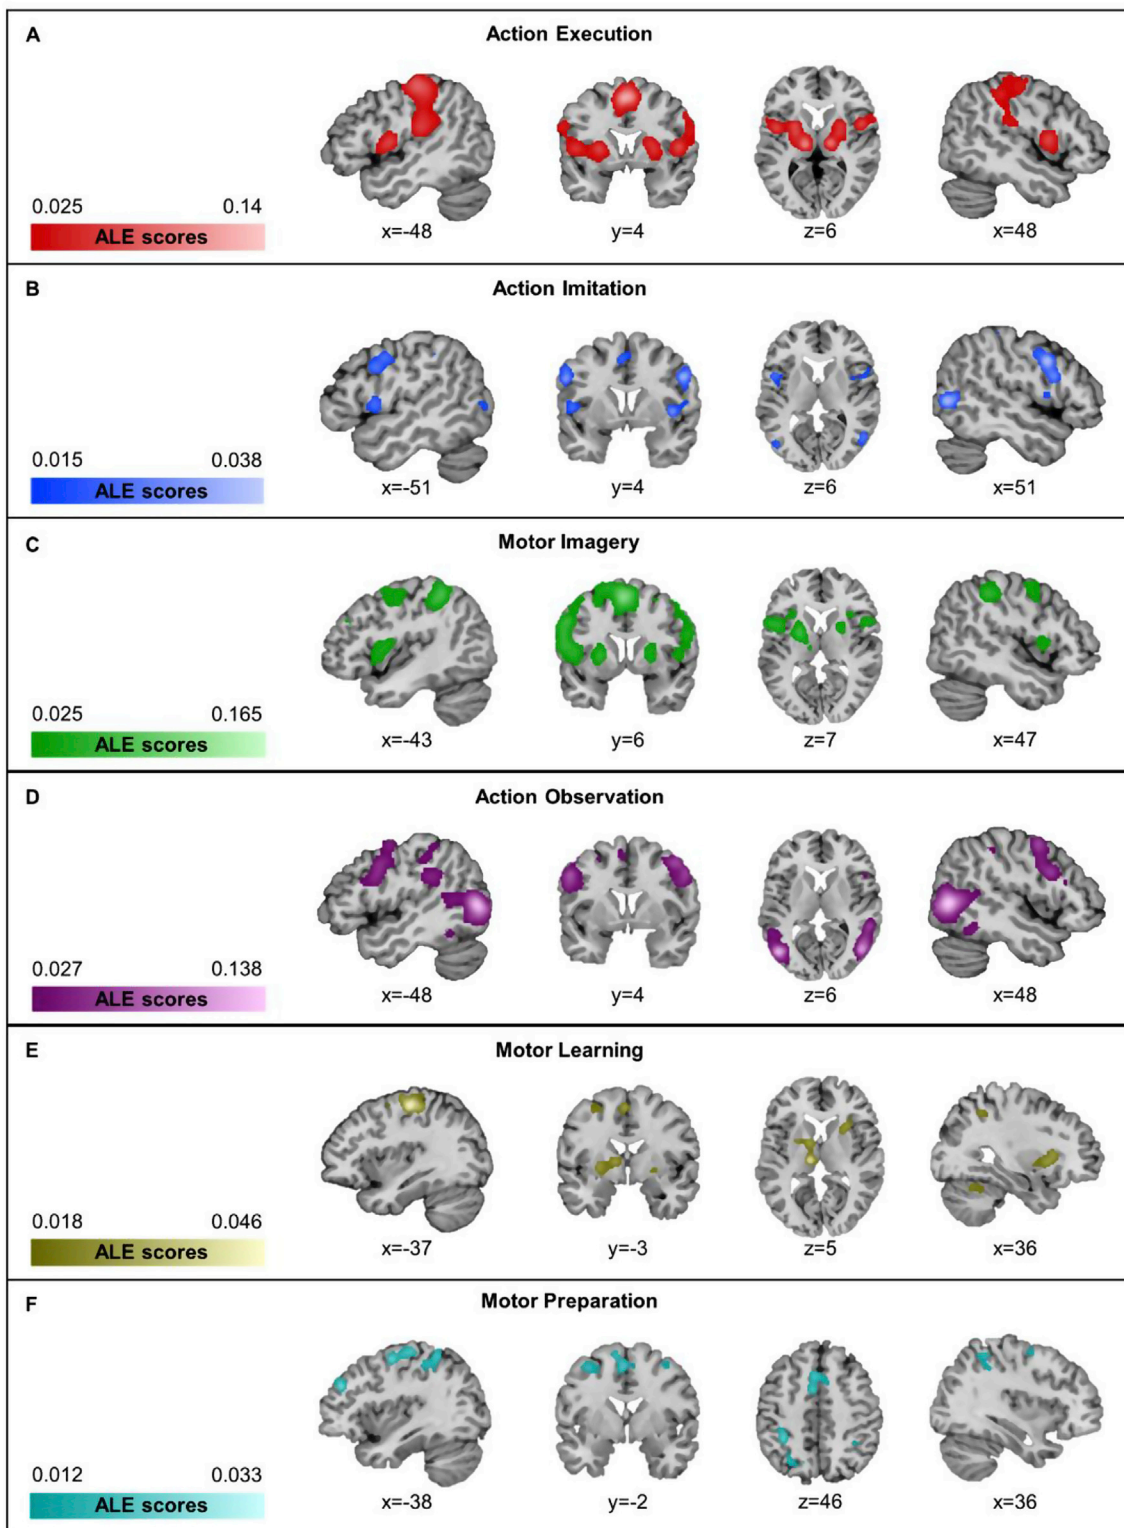 A
Action Execution
0.025 0.14
ALE scores
x=-48 y=4 z=6 x=48
B
Action Imitation
0.015 0.038
ALE scores
x=-51 y=4 z=6 x=51
C
Motor Imagery
0.025 0.165
ALE scores
x=-43 y=6 z=7 x=47
D
Action Observation
0.027 0.138
ALE scores
x=-48 y=4 z=6 x=48
E
Motor Learning
0.018 0.046
ALE scores
x=-37 y=-3 z=5 x=36
F
Motor Preparation
0.012 0.033
ALE scores
x=-38 y=-2 z=46 x=36